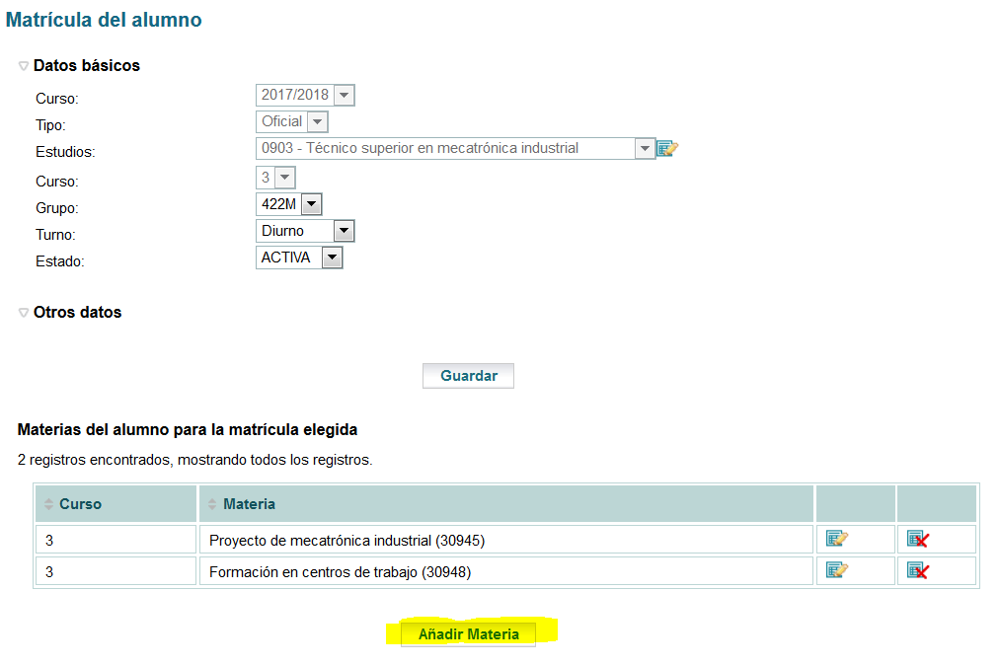 Matrícula del alumno
Datos básicos
Curso: 2017/2018
Tipo: Oficial
Estudios: 0903 - Técnico superior en mecatrónica industrial
Curso: 3
Grupo: 422M
Turno: Diurno
Estado: ACTIVA
Otros datos
Guardar
Materias del alumno para la matrícula elegida
2 registros encontrados, mostrando todos los registros.
Curso Materia
3 Proyecto de mecatrónica industrial (30945)
3 Formación en centros de trabajo (30948)
Añadir Materia